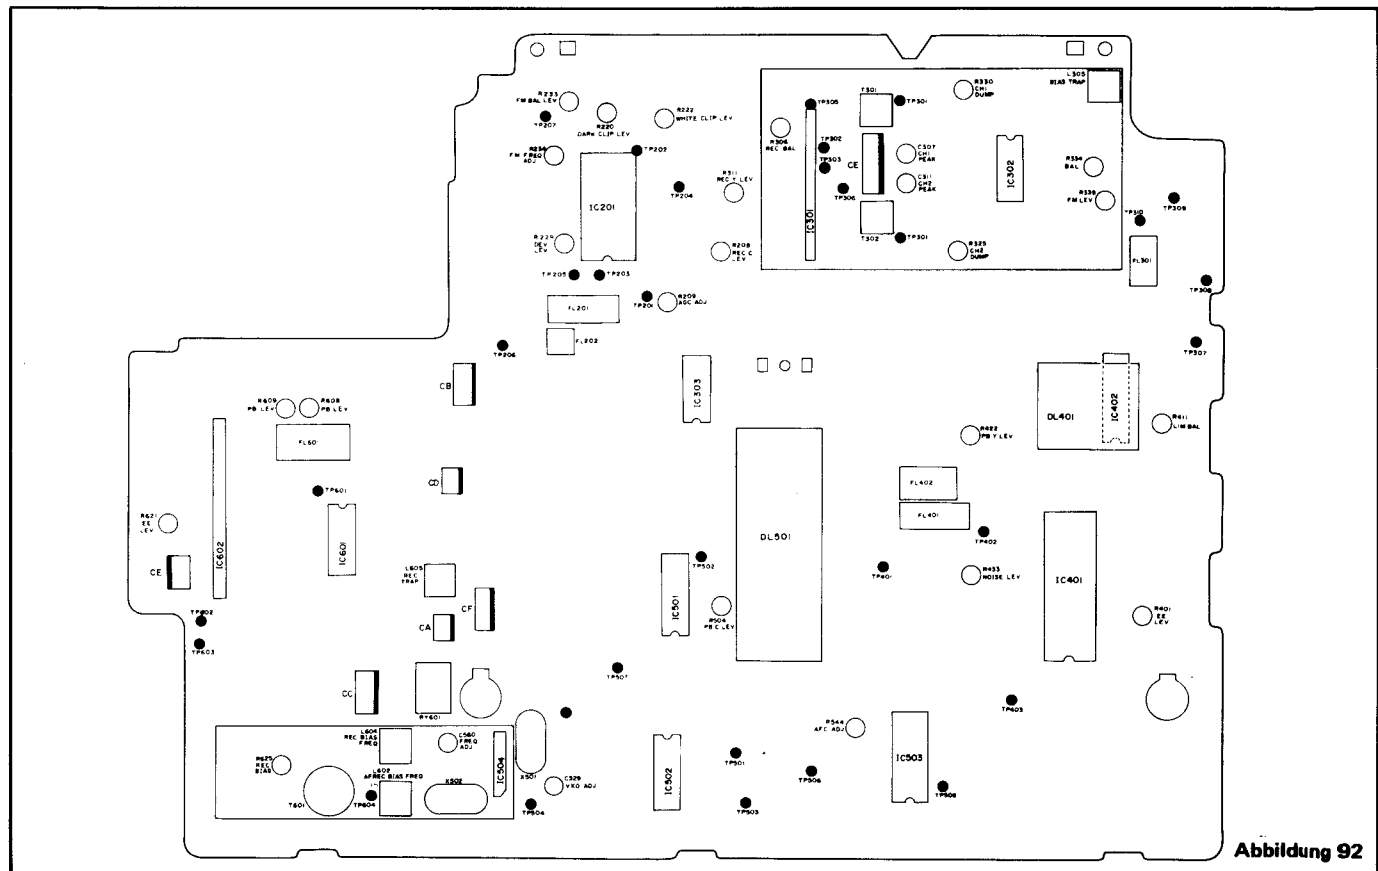 R233
FM BAL LEV
TP207
R220
DARK CLIP LEV
R222
WHITE CLIP LEV
TP202
R236
FM FREQ
ADJ
IC201
TP204
R311
REC Y LEV
R229
DEV
LEV
R208
REC C
LEV
TP205
TP203
TP201
R209
AGC ADJ
FL201
FL202
TP206
L305
BIAS TRAP
R330
CH1
DUMP
T301
TP301
TP305
R306
REC BAL
TP302
TP303
CE
C307
CH1
PEAK
C311
CH2
PEAK
TP306
IC301
IC302
T302
TP301
R325
CH2
DUMP
R334
BAL
R338
FM LEV
TP310
TP309
FL301
TP308
TP307
CB
IC303
DL401
IC402
R411
LIM BAL
R422
PB Y LEV
R609
PB LEV
R608
PB LEV
FL601
CD
TP601
R621
EE
LEV
IC602
IC601
CE
L605
REC
TRAP
CF
CA
TP602
TP603
CC
RY601
DL501
FL402
FL401
TP402
TP401
R433
NOISE LEV
IC401
R401
EE
LEV
TP502
IC501
R504
PB C LEV
TP507
TP403
R544
AFC ADJ
IC503
TP508
L604
REC BIAS
FREQ
C560
FREQ
ADJ
R625
REC
BIAS
L602
AFREC BIAS FREQ
T601
TP604
X502
IC504
X501
C529
VXO ADJ
TP504
IC502
TP501
TP506
TP503
Abbildung 92